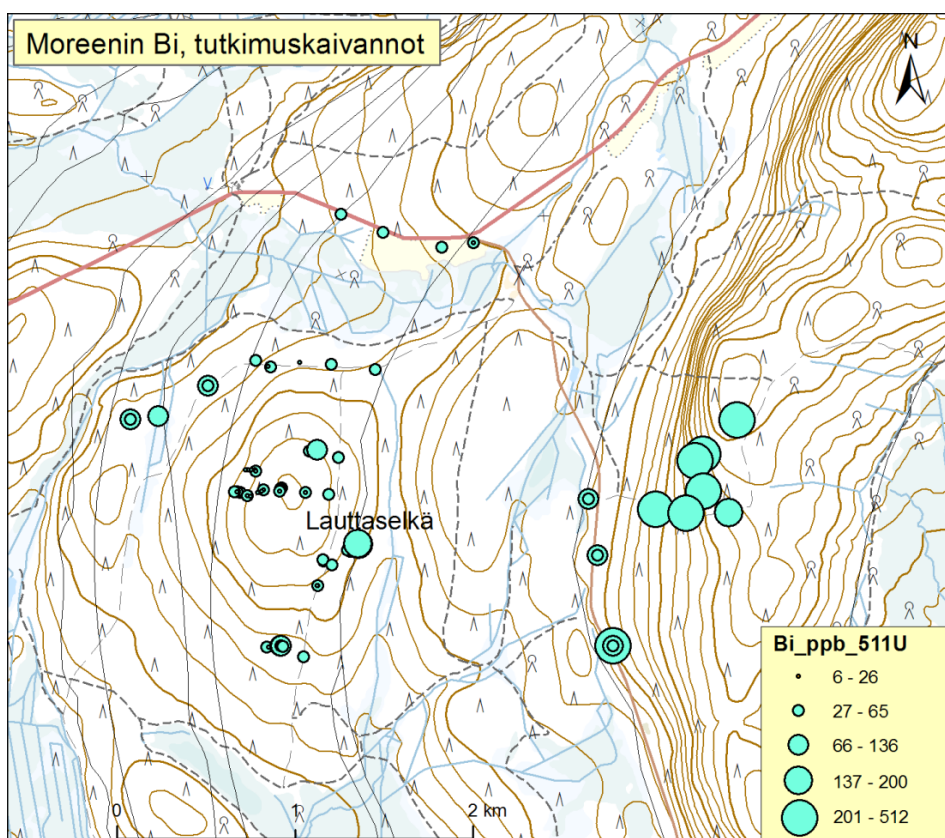 Moreenin Bi, tutkimuskaivannot
N
Lauttaselkä
0 1 2 km
Bi_ppb_511U
6 - 26
27 - 65
66 - 136
137 - 200
201 - 512